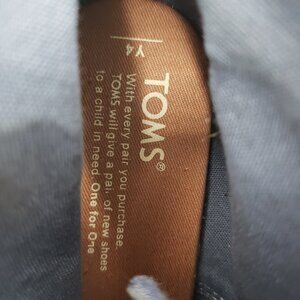 Y4
TOMS®
With every pair you purchase,
TOMS will give a pair of new shoes
to a child in need. One for One